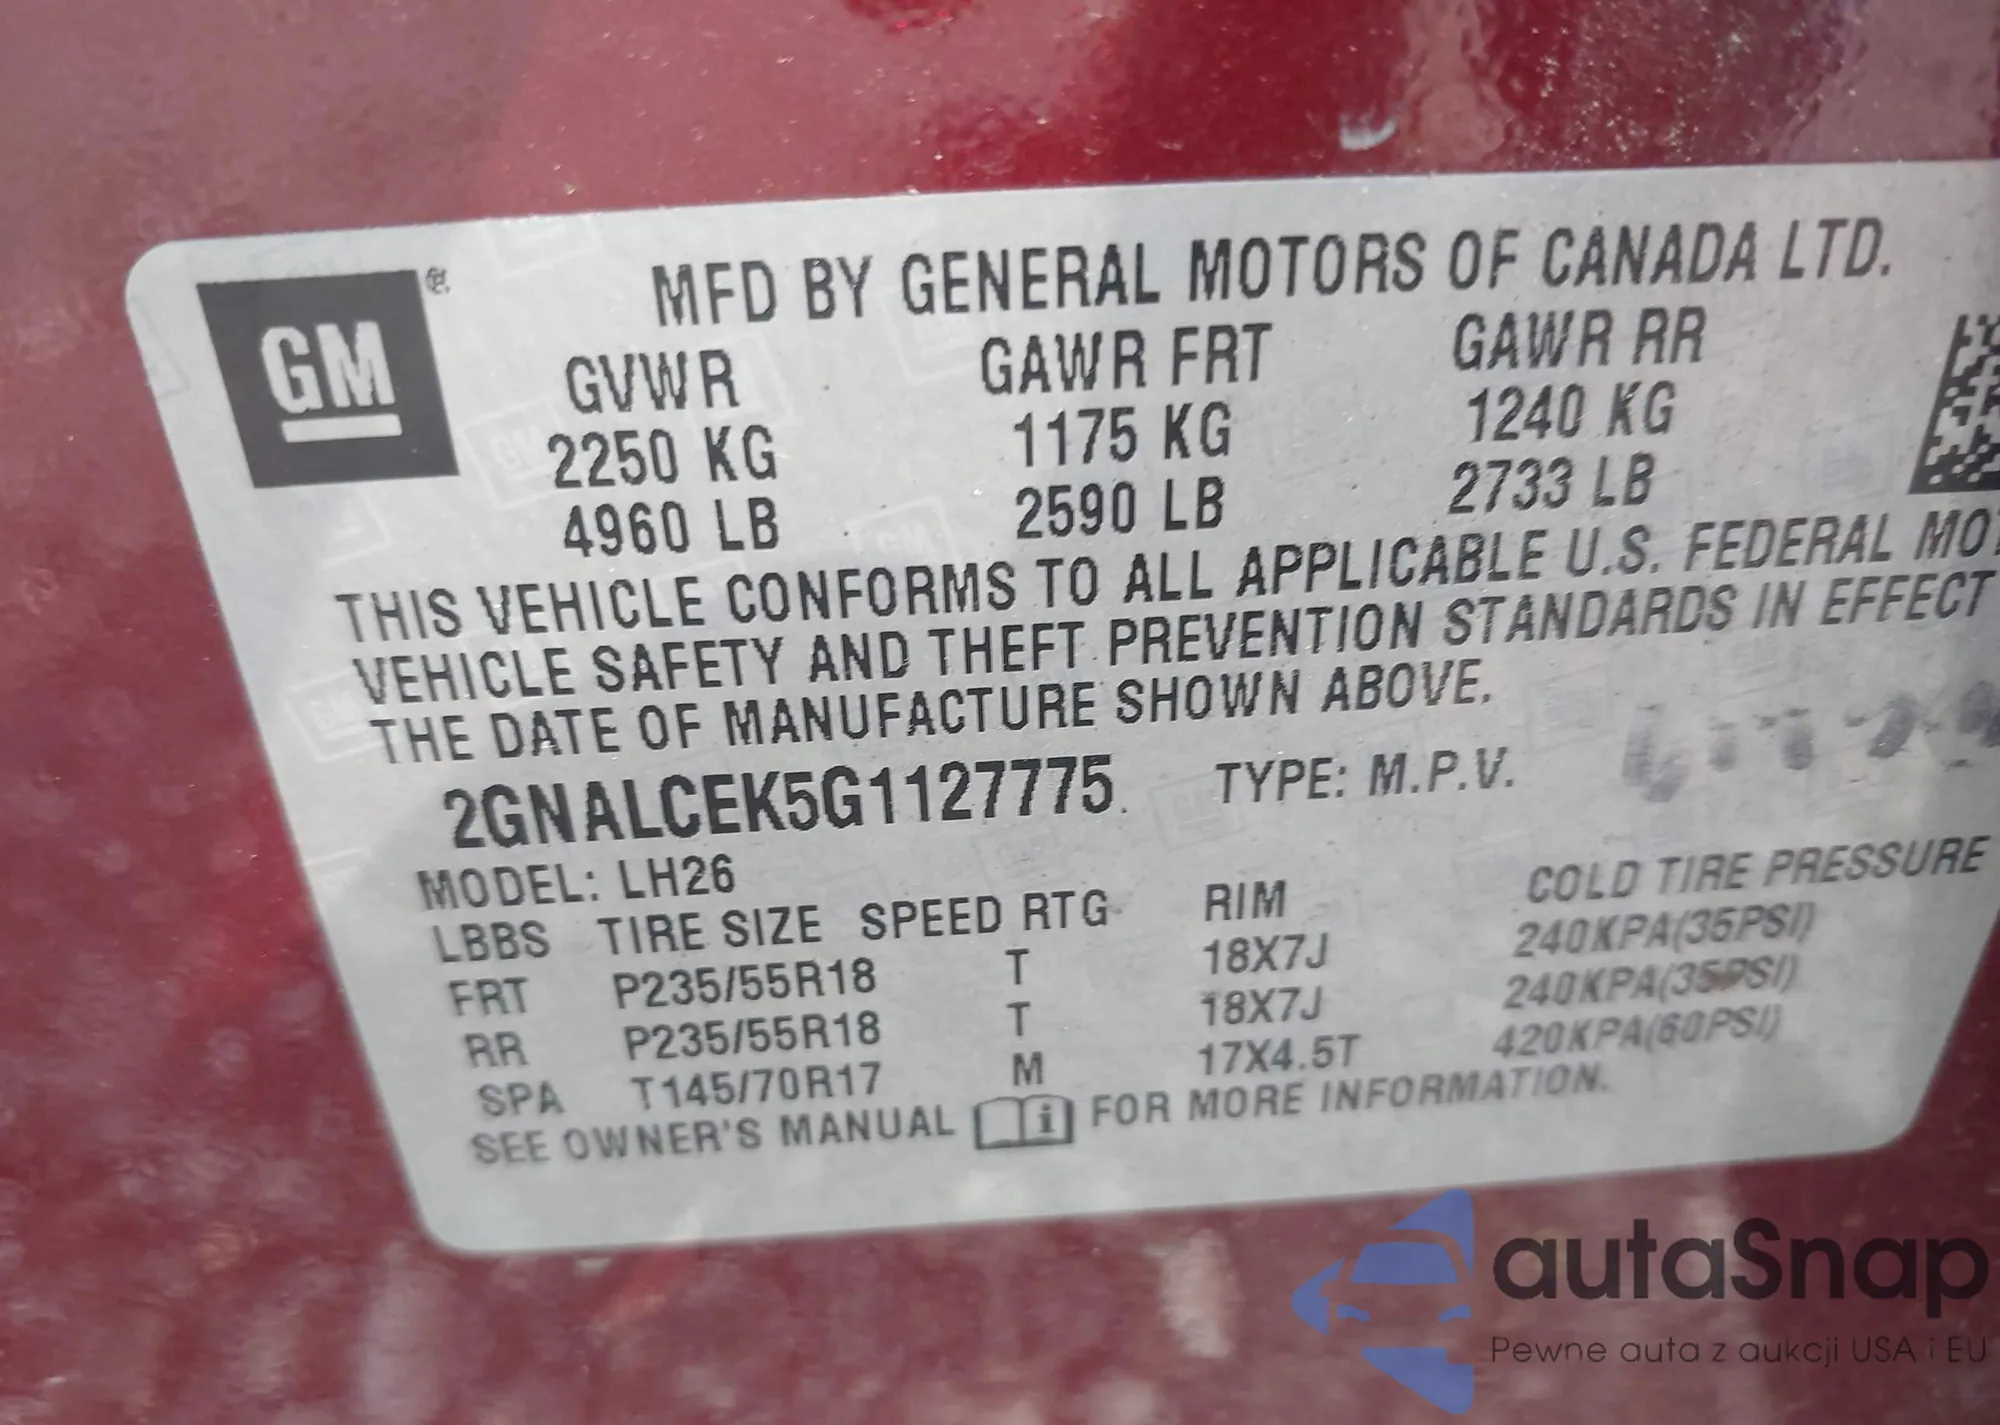 GM
MFD BY GENERAL MOTORS OF CANADA LTD.
GVWR GAWR FRT GAWR RR
2250 KG 1175 KG 1240 KG
4960 LB 2590 LB 2733 LB
THIS VEHICLE CONFORMS TO ALL APPLICABLE U.S. FEDERAL MOT
VEHICLE SAFETY AND THEFT PREVENTION STANDARDS IN EFFECT
THE DATE OF MANUFACTURE SHOWN ABOVE.
2GNALCEK5G1127775 TYPE: M.P.V.
MODEL: LH26
LBBS TIRE SIZE SPEED RTG RIM COLD TIRE PRESSURE
FRT P235/55R18 T 18X7J 240KPA(35PSI)
RR P235/55R18 T 18X7J 240KPA(35PSI)
SPA T145/70R17 M 17X4.5T 420KPA(60PSI)
SEE OWNER'S MANUAL i FOR MORE INFORMATION.
autaSnap
Pewne auta z aukcji USA i EU